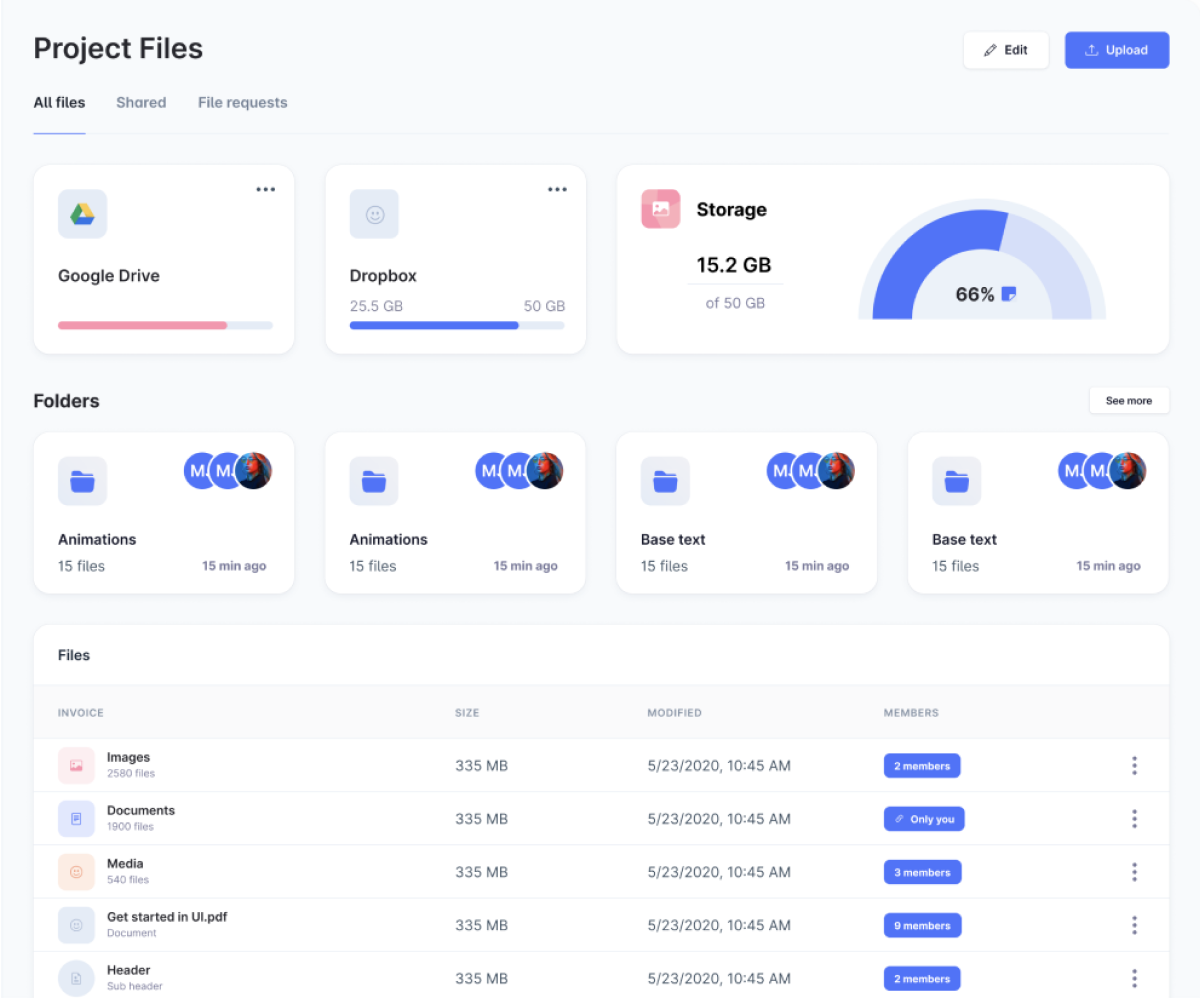 Project Files
Edit
Upload
All files Shared File requests
Google Drive
Dropbox
25.5 GB 50 GB
Storage
15.2 GB
of 50 GB
66%
Folders
See more
M. M.
Animations
15 files 15 min ago
M. M.
Animations
15 files 15 min ago
M. M.
Base text
15 files 15 min ago
M. M.
Base text
15 files 15 min ago
Files
INVOICE SIZE MODIFIED MEMBERS
Images
2580 files
335 MB 5/23/2020, 10:45 AM 2 members
Documents
1900 files
335 MB 5/23/2020, 10:45 AM Only you
Media
540 files
335 MB 5/23/2020, 10:45 AM 3 members
Get started in UI.pdf
Document
335 MB 5/23/2020, 10:45 AM 9 members
Header
Sub header
335 MB 5/23/2020, 10:45 AM 2 members